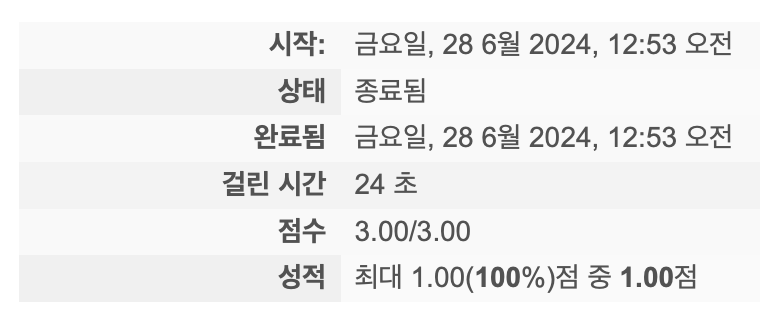 시작: 금요일, 28 6월 2024, 12:53 오전
상태 종료됨
완료됨 금요일, 28 6월 2024, 12:53 오전
걸린 시간 24 초
점수 3.00/3.00
성적 최대 1.00(100%)점 중 1.00점